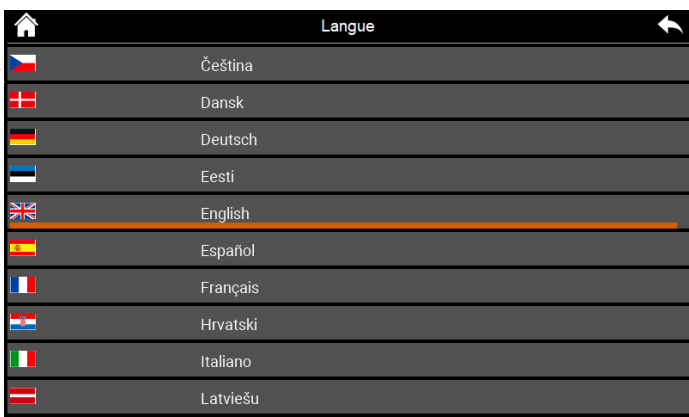 Langue
Čeština
Dansk
Deutsch
Eesti
English
Español
Français
Hrvatski
Italiano
Latviešu